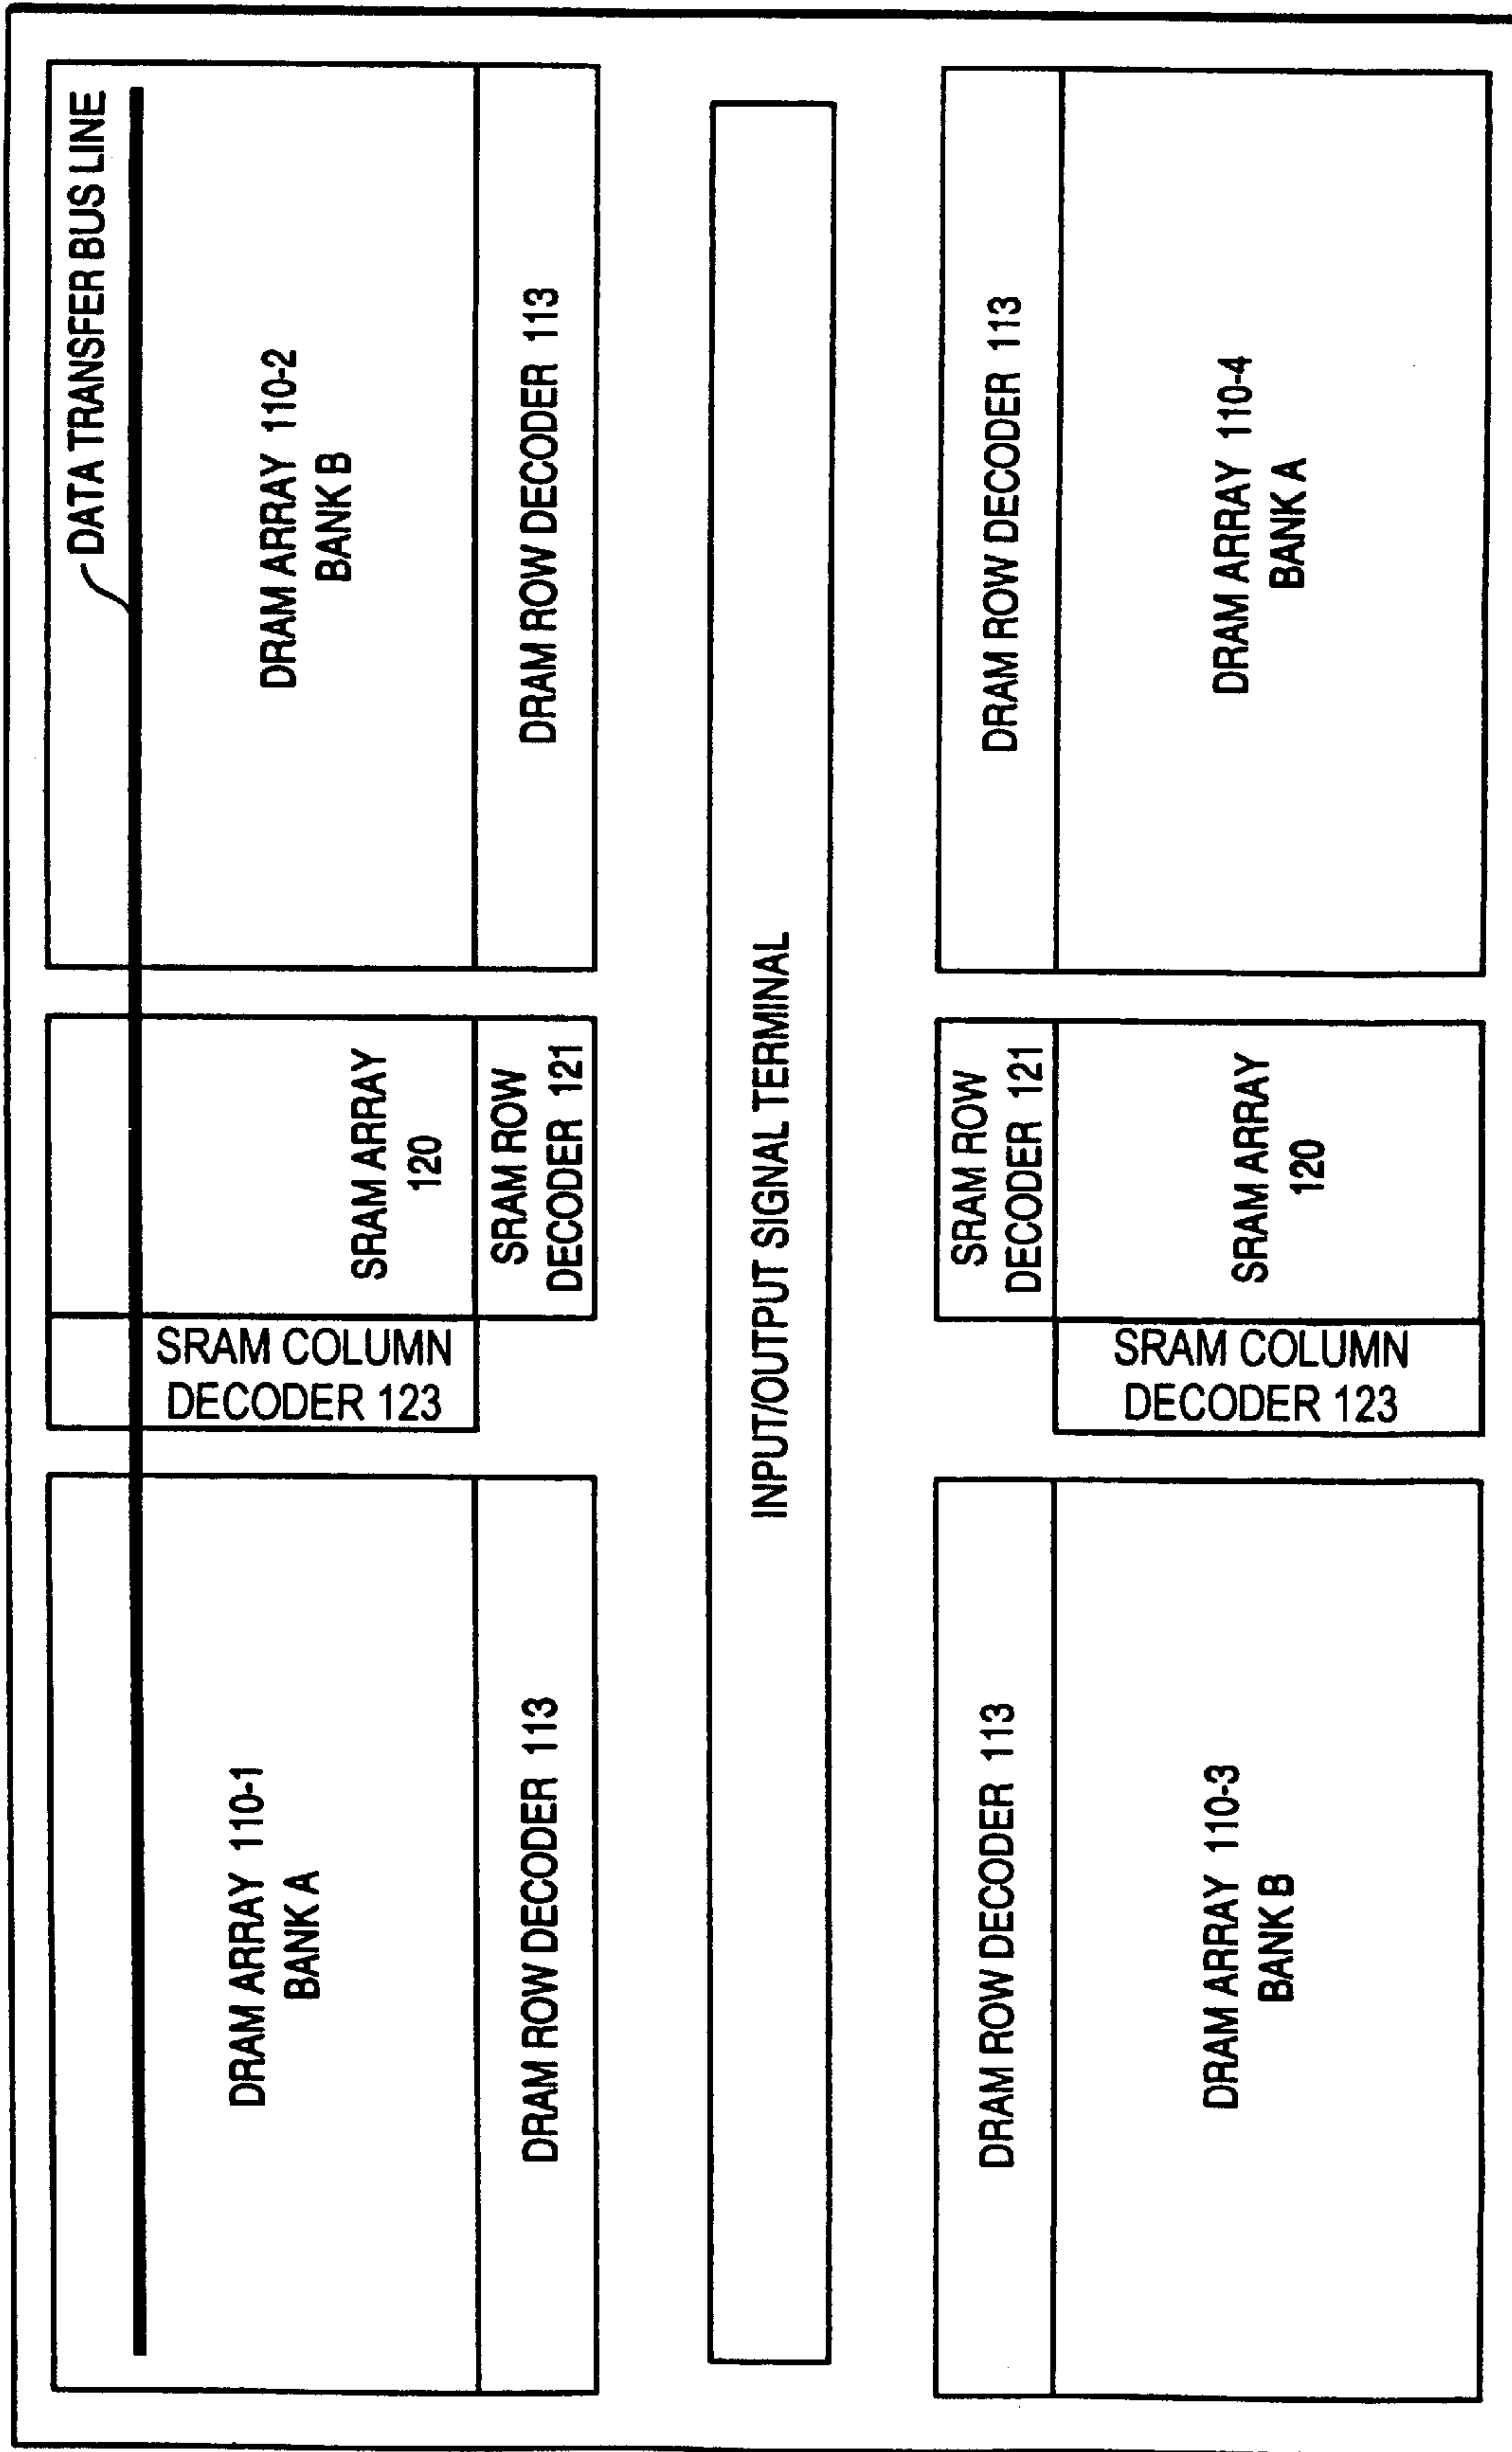 DATA TRANSFER BUS LINE
DRAM ARRAY 110-1
BANK A
DRAM ROW DECODER 113
SRAM COLUMN
DECODER 123
SRAM ARRAY
120
SRAM ROW
DECODER 121
DRAM ARRAY 110-2
BANK B
DRAM ROW DECODER 113
INPUT/OUTPUT SIGNAL TERMINAL
DRAM ROW DECODER 113
DRAM ARRAY 110-3
BANK B
SRAM COLUMN
DECODER 123
SRAM ROW
DECODER 121
SRAM ARRAY
120
DRAM ROW DECODER 113
DRAM ARRAY 110-4
BANK A